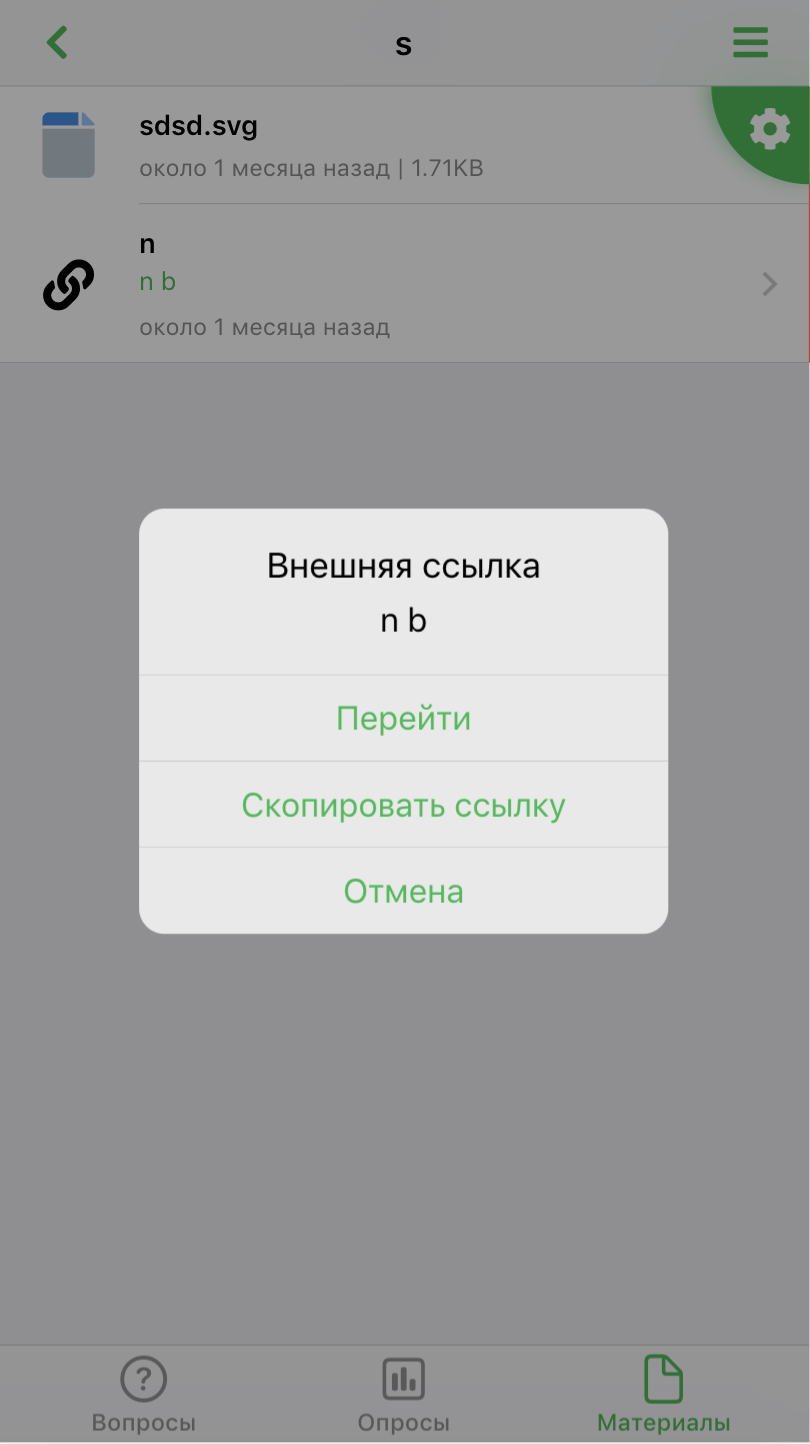 s
sdsd.svg
около 1 месяца назад | 1.71KB
n
n b
около 1 месяца назад
Внешняя ссылка
n b
Перейти
Скопировать ссылку
Отмена
Вопросы
Опросы
Материалы